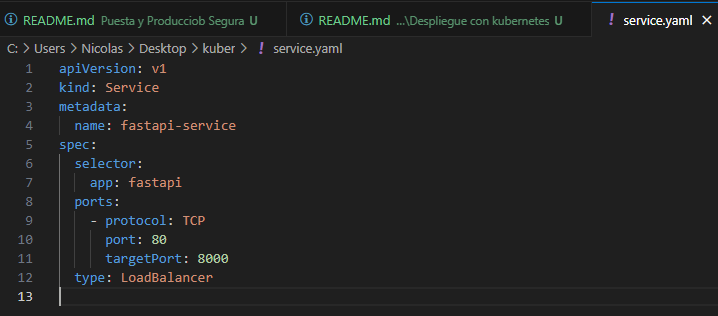 README.md Puesta y Producciob Segura U README.md ...\Despliegue con kubernetes U ! service.yaml ×
C: > Users > Nicolas > Desktop > kuber > ! service.yaml
1 apiVersion: v1
2 kind: Service
3 metadata:
4 name: fastapi-service
5 spec:
6 selector:
7 app: fastapi
8 ports:
9 - protocol: TCP
10 port: 80
11 targetPort: 8000
12 type: LoadBalancer
13